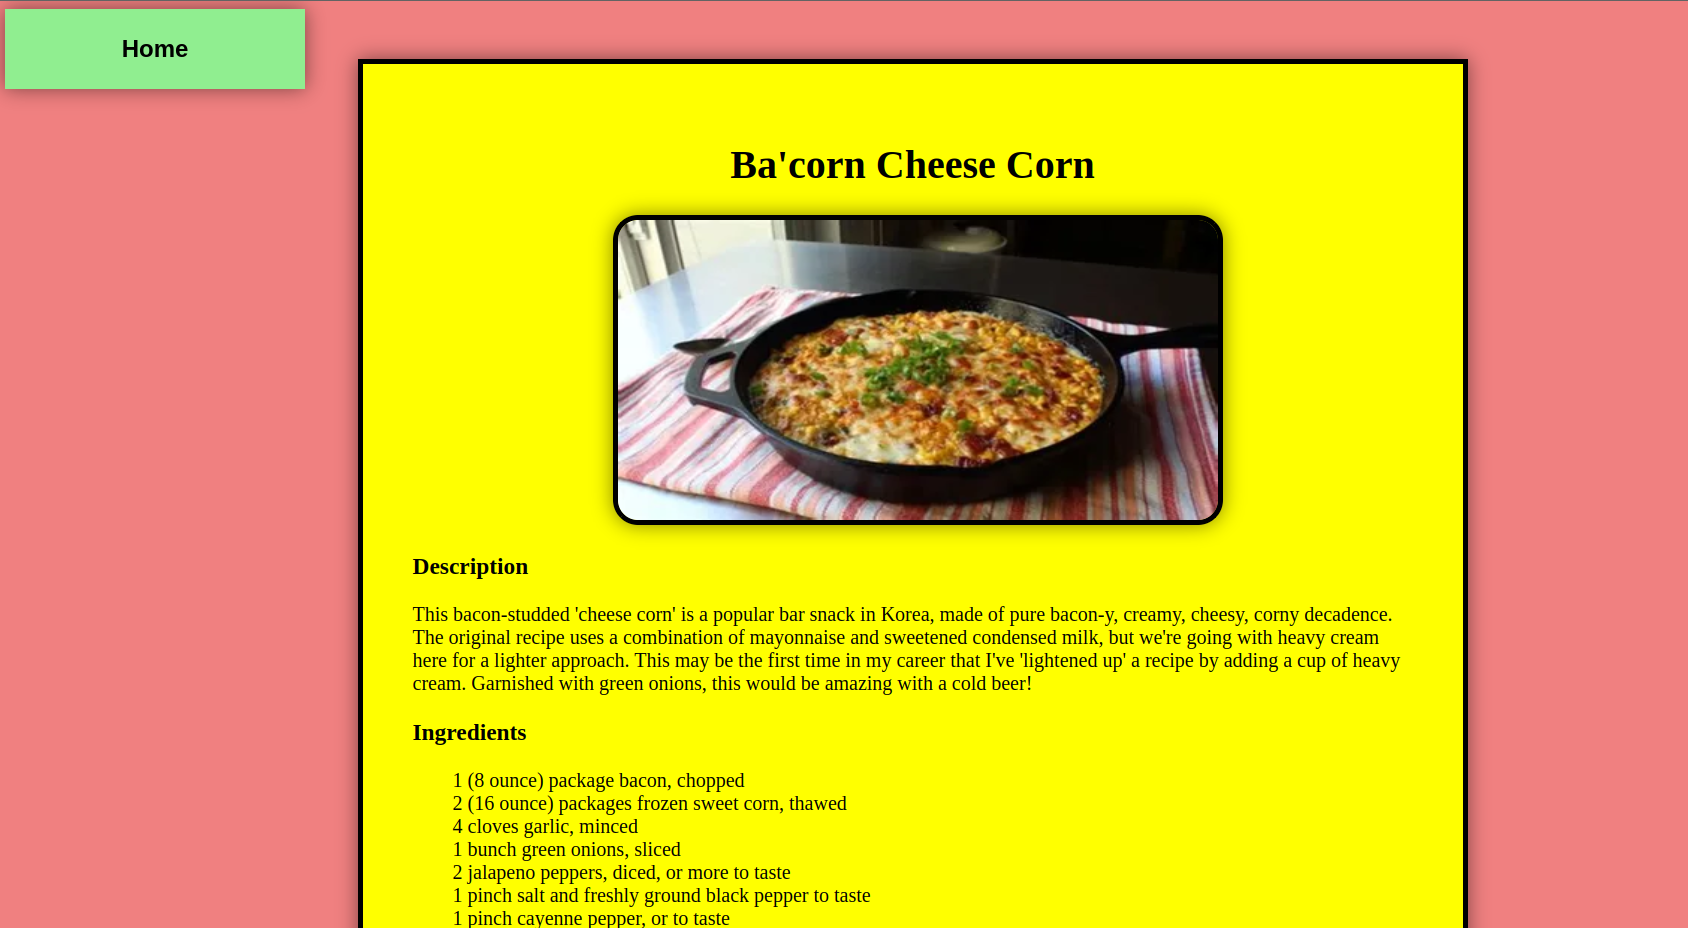 Home
Ba'corn Cheese Corn
Description
This bacon-studded 'cheese corn' is a popular bar snack in Korea, made of pure bacon-y, creamy, cheesy, corny decadence.
The original recipe uses a combination of mayonnaise and sweetened condensed milk, but we're going with heavy cream
here for a lighter approach. This may be the first time in my career that I've 'lightened up' a recipe by adding a cup of heavy
cream. Garnished with green onions, this would be amazing with a cold beer!
Ingredients
1 (8 ounce) package bacon, chopped
2 (16 ounce) packages frozen sweet corn, thawed
4 cloves garlic, minced
1 bunch green onions, sliced
2 jalapeno peppers, diced, or more to taste
1 pinch salt and freshly ground black pepper to taste
1 pinch cayenne pepper, or to taste